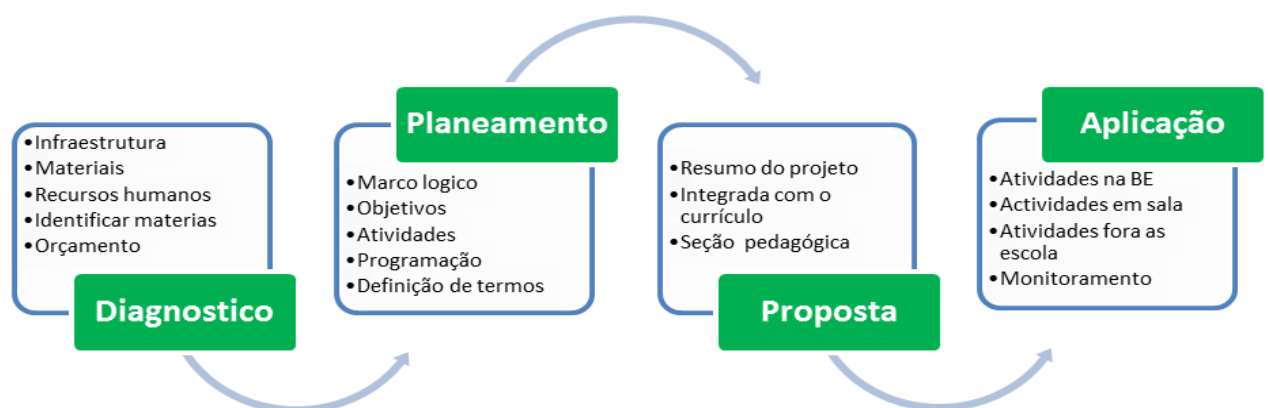 •Infraestrutura
•Materiais
•Recursos humanos
•Identificar materias
•Orçamento
Diagnostico
Planeamento
•Marco logico
•Objetivos
•Atividades
•Programação
•Definição de termos
•Resumo do projeto
•Integrada com o
currículo
•Seção pedagógica
Proposta
Aplicação
•Atividades na BE
•Actividades em sala
•Atividades fora as
escola
•Monitoramento